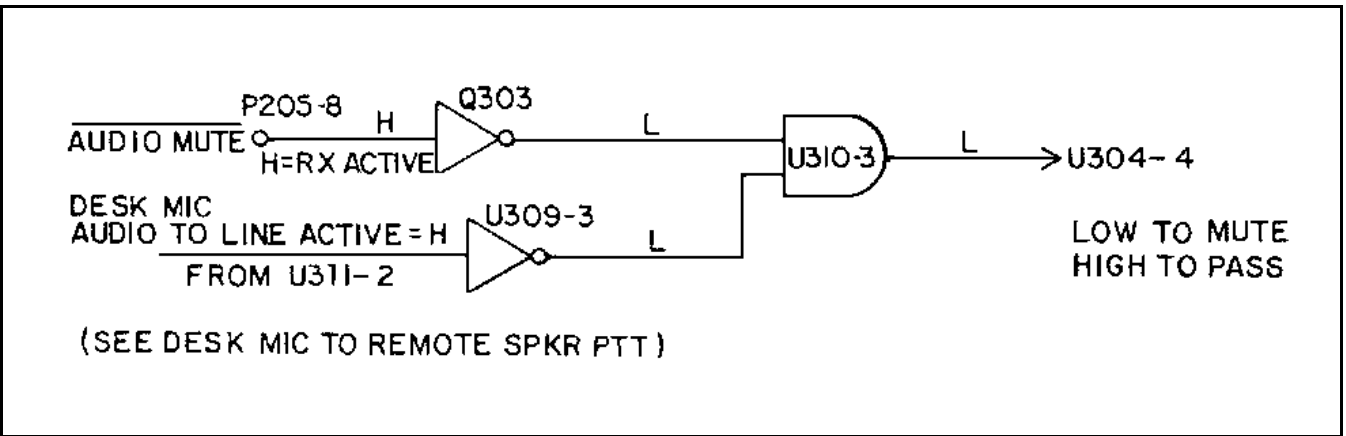 P205-8
Q303
AUDIO MUTE
H
L
H=RX ACTIVE
U310-3
L
U304-4
DESK MIC
AUDIO TO LINE ACTIVE = H
U309-3
L
FROM U311-2
LOW TO MUTE
HIGH TO PASS
(SEE DESK MIC TO REMOTE SPKR PTT)